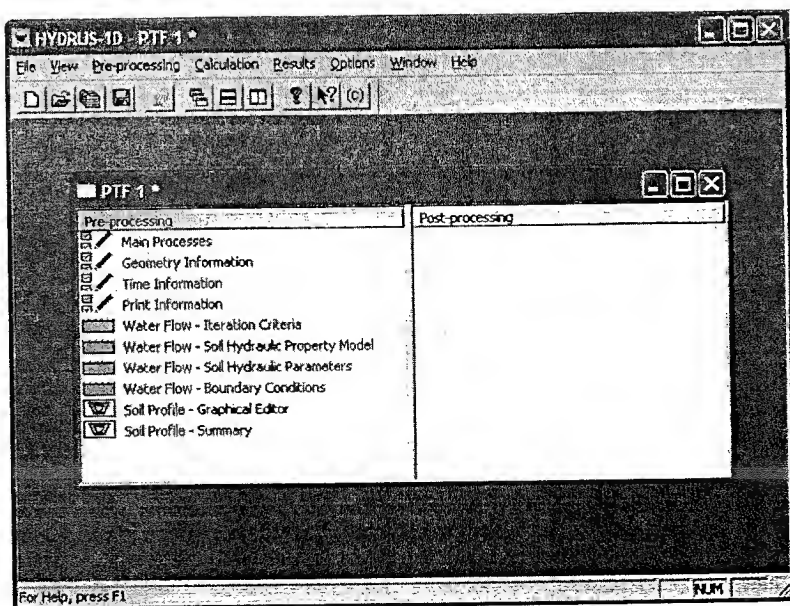 HYDRUS-1D - PTF 1 *
File View Pre-processing Calculation Results Options Window Help
(c)
PTF 1 *
Pre-processing
Post-processing
Main Processes
Geometry Information
Time Information
Print Information
Water Flow - Iteration Criteria
Water Flow - Soil Hydraulic Property Model
Water Flow - Soil Hydraulic Parameters
Water Flow - Boundary Conditions
Soil Profile - Graphical Editor
Soil Profile - Summary
For Help, press F1
NUM